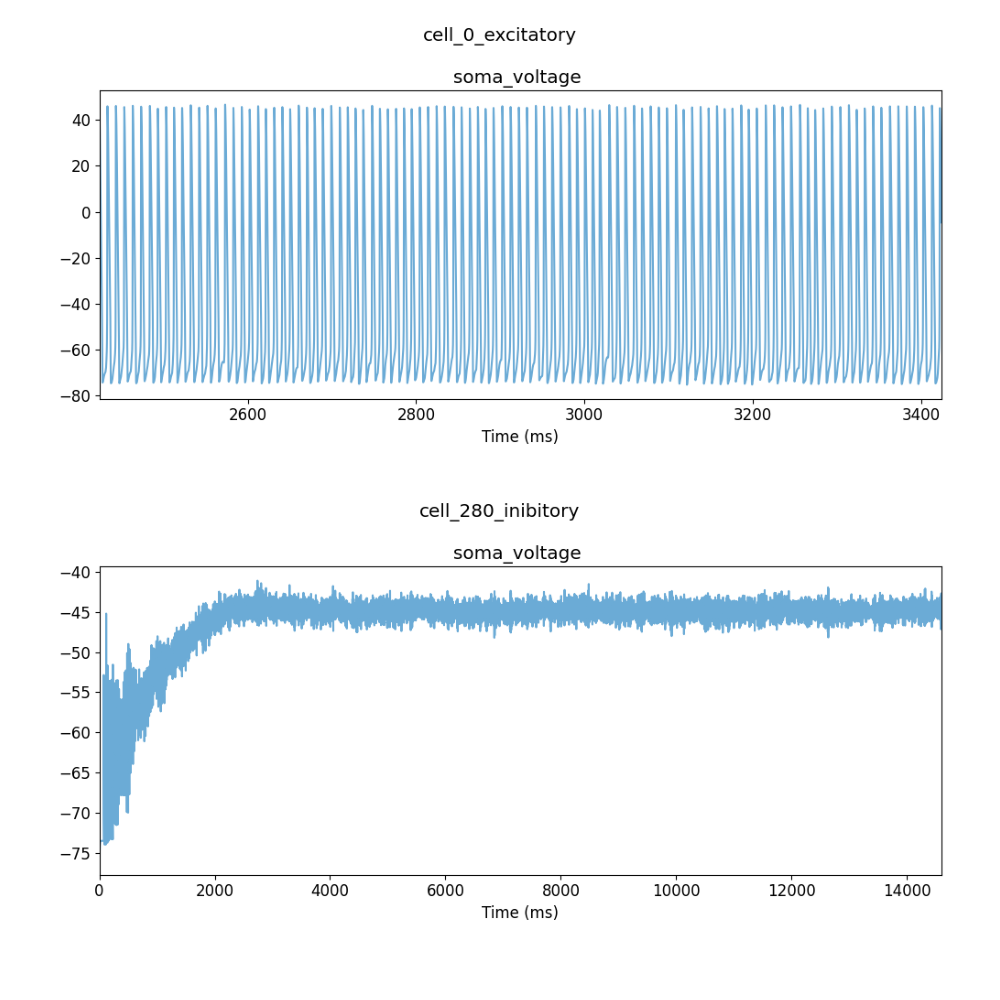 cell_0_excitatory
soma_voltage
40
20
0
−20
−40
−60
−80
2600 2800 3000 3200 3400
Time (ms)
cell_280_inibitory
soma_voltage
−40
−45
−50
−55
−60
−65
−70
−75
0 2000 4000 6000 8000 10000 12000 14000
Time (ms)